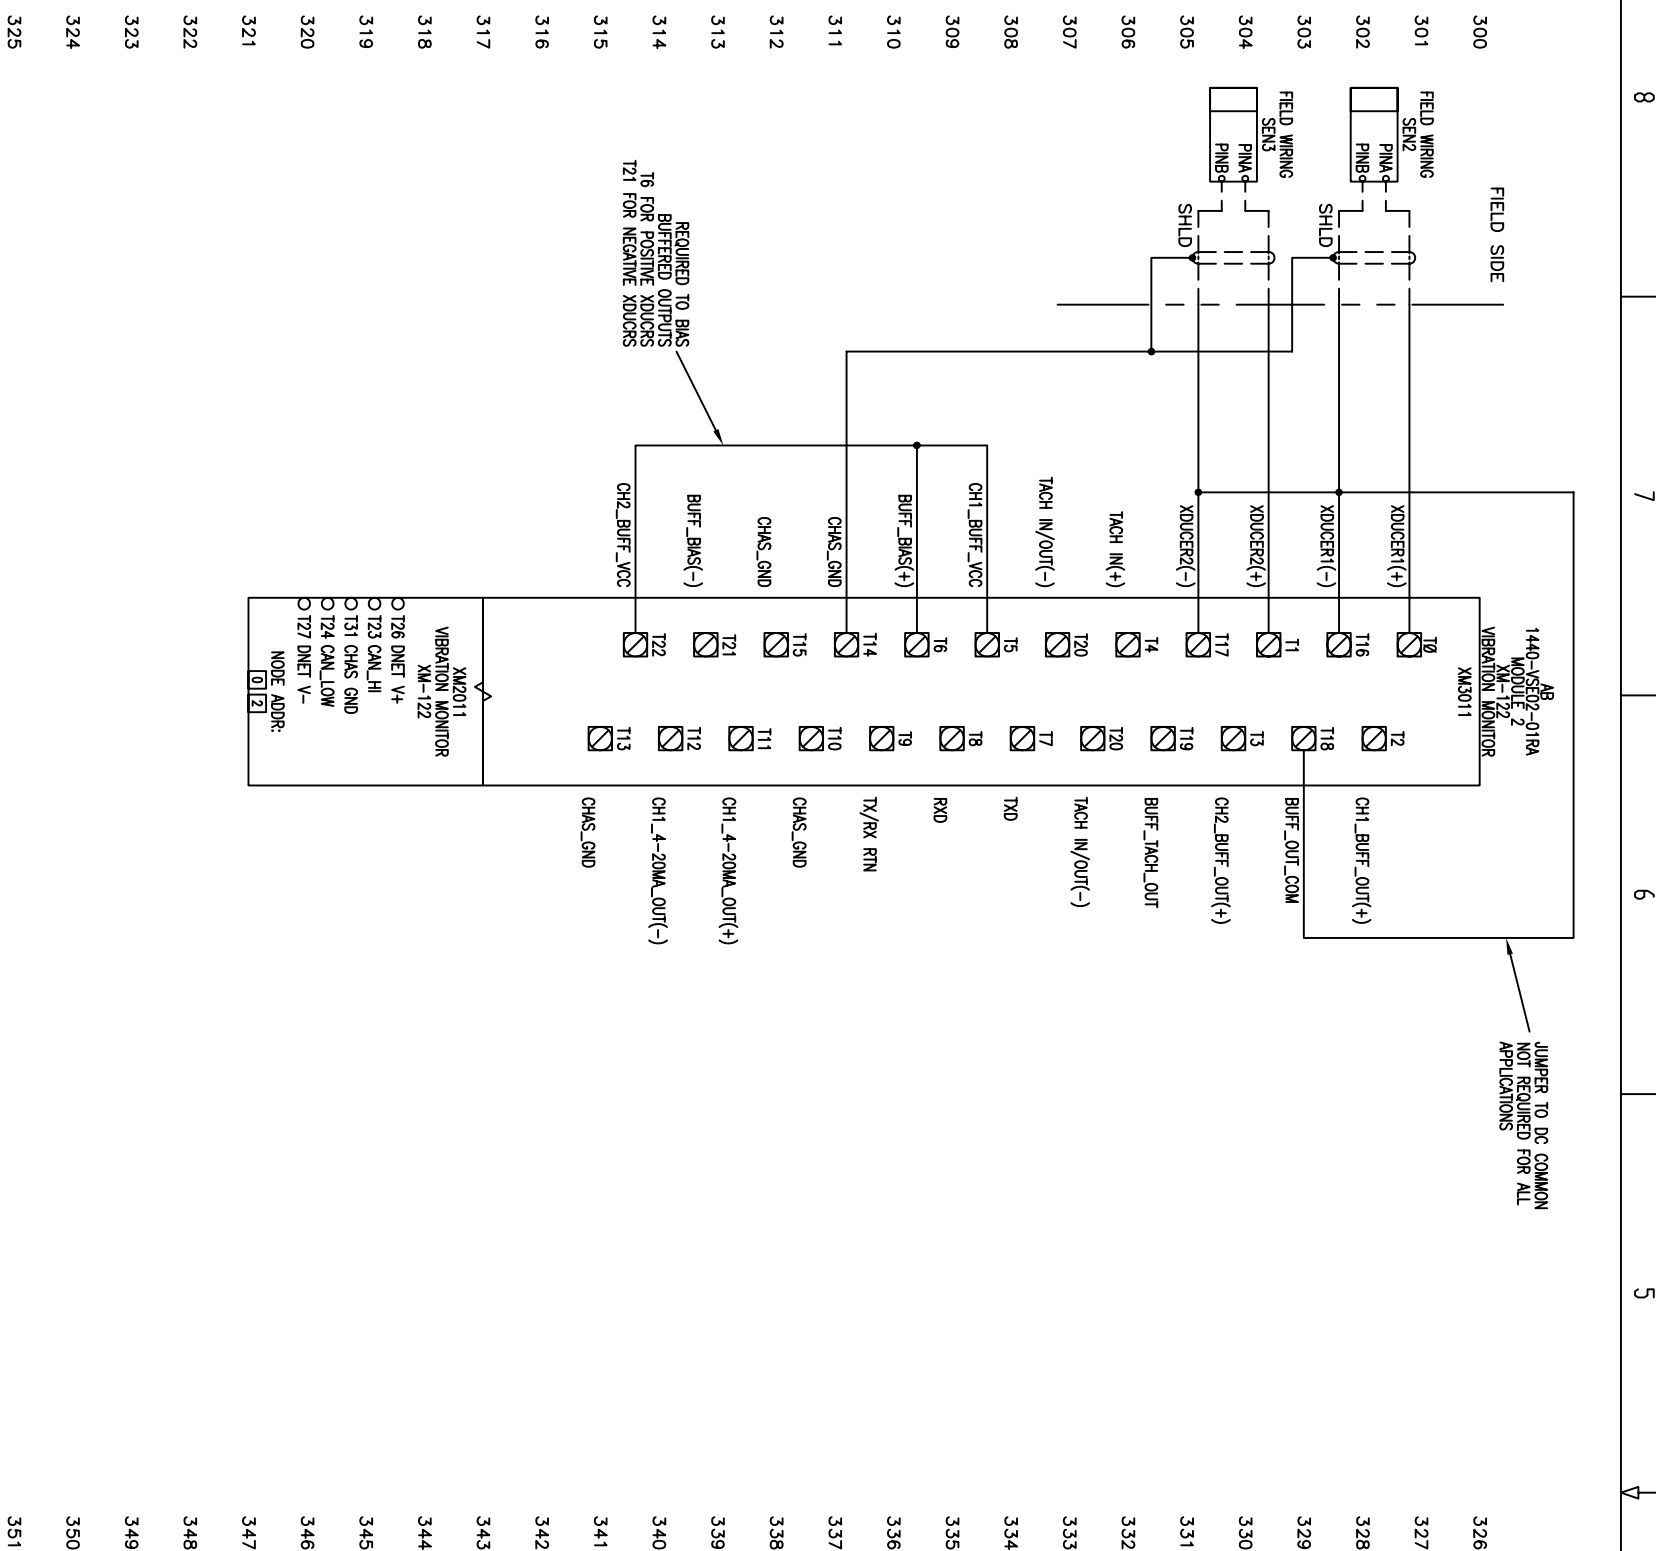 8
7
6
5
300
301
302
303
304
305
306
307
308
309
310
311
312
313
314
315
316
317
318
319
320
321
322
323
324
325
FIELD SIDE
FIELD WIRING
SEN2
PINA
PINB
SHLD
FIELD WIRING
SEN3
PINA
PINB
SHLD
REQUIRED TO BIAS
BUFFERED OUTPUTS
T6 FOR POSITIVE XDUCRS
T21 FOR NEGATIVE XDUCRS
AB
1440-VSE02-01RA
MODULE 2
XM-122
VIBRATION MONITOR
XM3011
XDUCER1(+)
XDUCER1(-)
XDUCER2(+)
XDUCER2(-)
TACH IN(+)
TACH IN/OUT(-)
CH1_BUFF_VCC
BUFF_BIAS(+)
CHAS_GND
CHAS_GND
BUFF_BIAS(-)
CH2_BUFF_VCC
TØ
T16
T1
T17
T4
T20
T5
T6
T14
T15
T21
T22
T2
T18
T3
T19
T20
T7
T8
T9
T10
T11
T12
T13
CH1_BUFF_OUT(+)
BUFF_OUT_COM
CH2_BUFF_OUT(+)
BUFF_TACH_OUT
TACH IN/OUT(-)
TXD
RXD
TX/RX RTN
CHAS_GND
CH1_4-20MA_OUT(+)
CH1_4-20MA_OUT(-)
CHAS_GND
JUMPER TO DC COMMON
NOT REQUIRED FOR ALL
APPLICATIONS
XM2011
VIBRATION MONITOR
XM-122
T26 DNET V+
T23 CAN_HI
T31 CHAS GND
T24 CAN_LOW
T27 DNET V-
NODE ADDR:
0 2
326
327
328
329
330
331
332
333
334
335
336
337
338
339
340
341
342
343
344
345
346
347
348
349
350
351